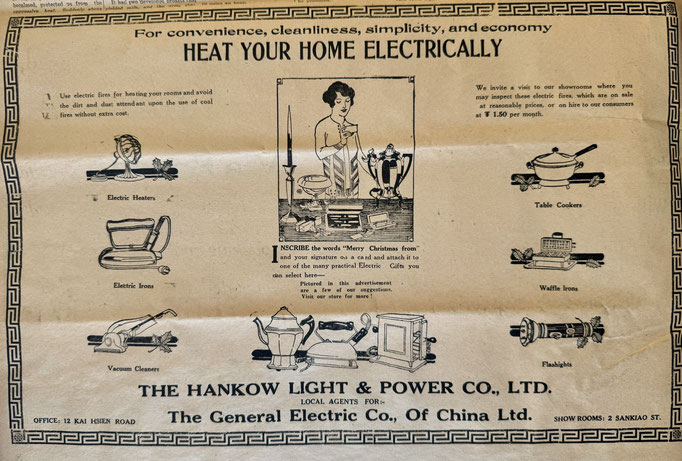 For convenience, cleanliness, simplicity, and economy
HEAT YOUR HOME ELECTRICALLY
Use electric fires for heating your rooms and avoid
the dirt and dust attendant upon the use of coal
fires without extra cost.
We invite a visit to our showrooms where you
may inspect these electric fires, which are on sale
at reasonable prices, or on hire to our consumers
at ₮ 1.50 per month.
Electric Heaters
Table Cookers
INSCRIBE the words "Merry Christmas from"
and your signature on a card and attach it to
one of the many practical Electric Gifts you
can select here—
Pictured in this advertisement
are a few of our suggestions.
Visit our store for more!
Electric Irons
Waffle Irons
Vacuum Cleaners
Flashights
THE HANKOW LIGHT & POWER CO., LTD.
LOCAL AGENTS FOR:-
The General Electric Co., Of China Ltd.
OFFICE: 12 KAI HSIEN ROAD
SHOW ROOMS: 2 SANKIAO ST.